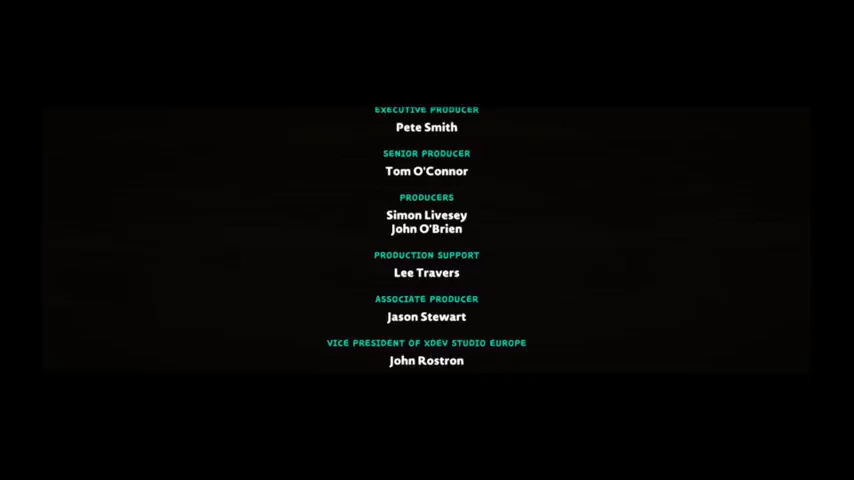 EXECUTIVE PRODUCER
Pete Smith
SENIOR PRODUCER
Tom O'Connor
PRODUCERS
Simon Livesey
John O'Brien
PRODUCTION SUPPORT
Lee Travers
ASSOCIATE PRODUCER
Jason Stewart
VICE PRESIDENT OF XDEV STUDIO EUROPE
John Rostron